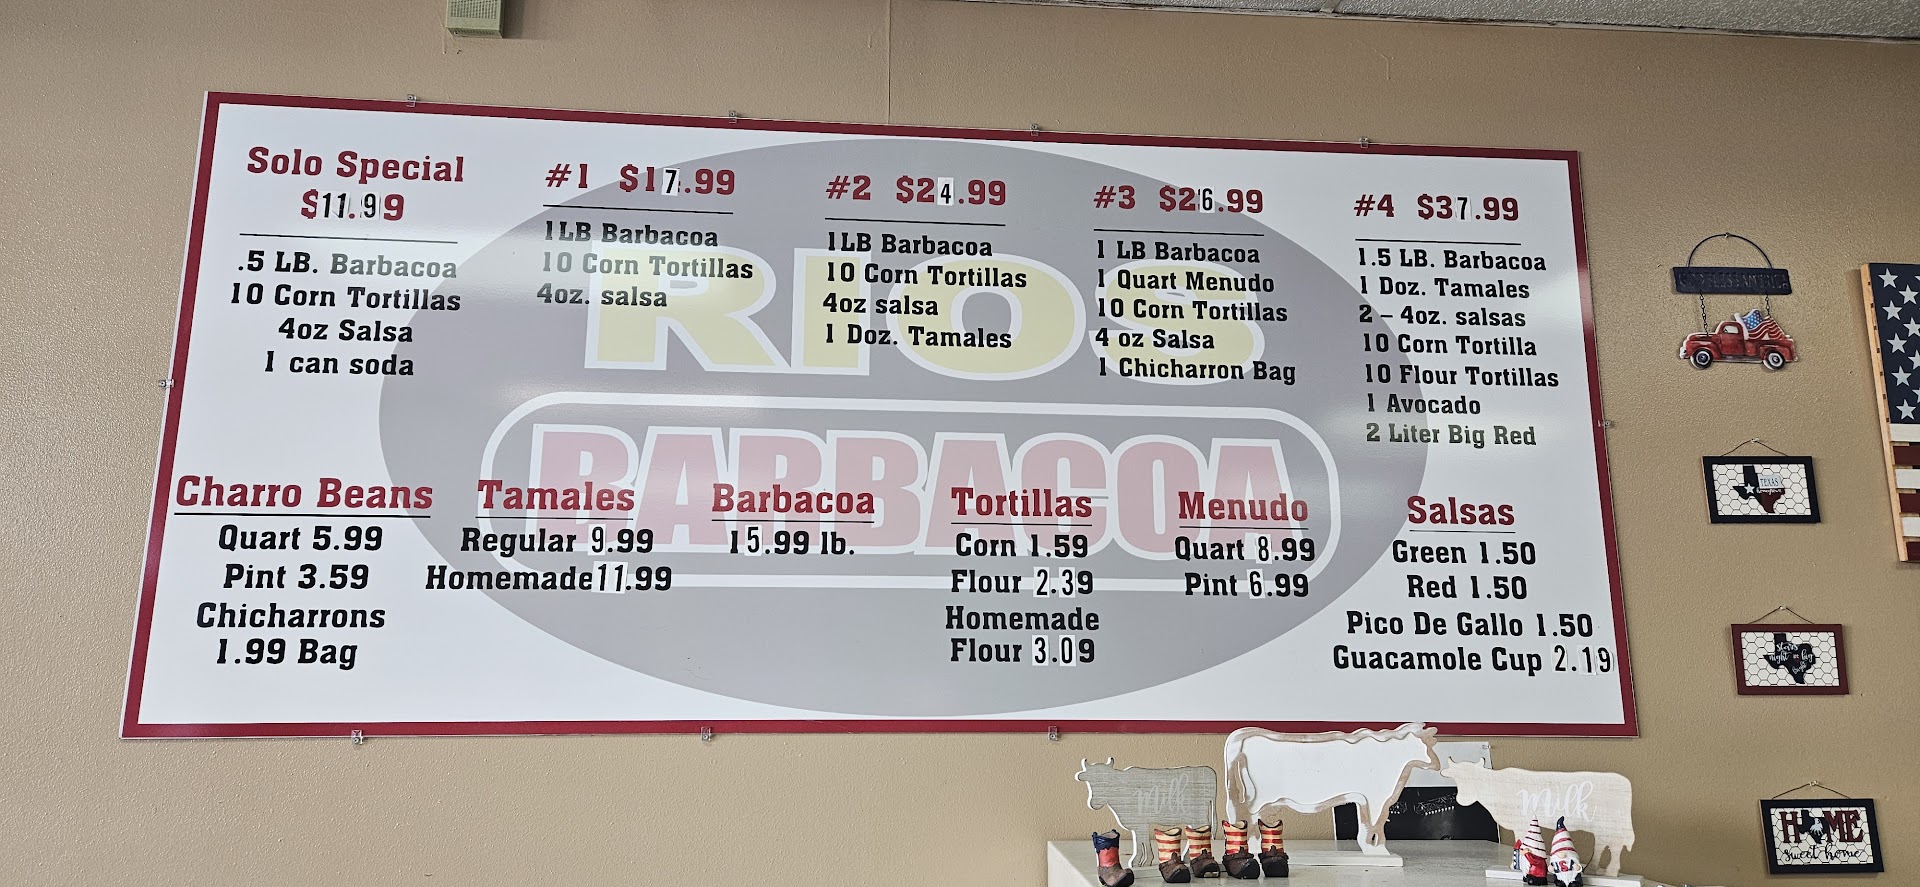 Solo Special
$11.99
.5 LB. Barbacoa
10 Corn Tortillas
4oz Salsa
1 can soda
#1 $17.99
1LB Barbacoa
10 Corn Tortillas
4oz. salsa
#2 $24.99
1LB Barbacoa
10 Corn Tortillas
4oz salsa
1 Doz. Tamales
#3 $26.99
1 LB Barbacoa
1 Quart Menudo
10 Corn Tortillas
4 oz Salsa
1 Chicharron Bag
#4 $37.99
1.5 LB. Barbacoa
1 Doz. Tamales
2 - 4oz. salsas
10 Corn Tortilla
10 Flour Tortillas
1 Avocado
2 Liter Big Red
RIOS
BARBACOA
Charro Beans
Quart 5.99
Pint 3.59
Chicharrons
1.99 Bag
Tamales
Regular 9.99
Homemade 11.99
Barbacoa
15.99 lb.
Tortillas
Corn 1.59
Flour 2.39
Homemade
Flour 3.09
Menudo
Quart 8.99
Pint 6.99
Salsas
Green 1.50
Red 1.50
Pico De Gallo 1.50
Guacamole Cup 2.19
TEXAS
HOME
sweet home
Milk
Milk